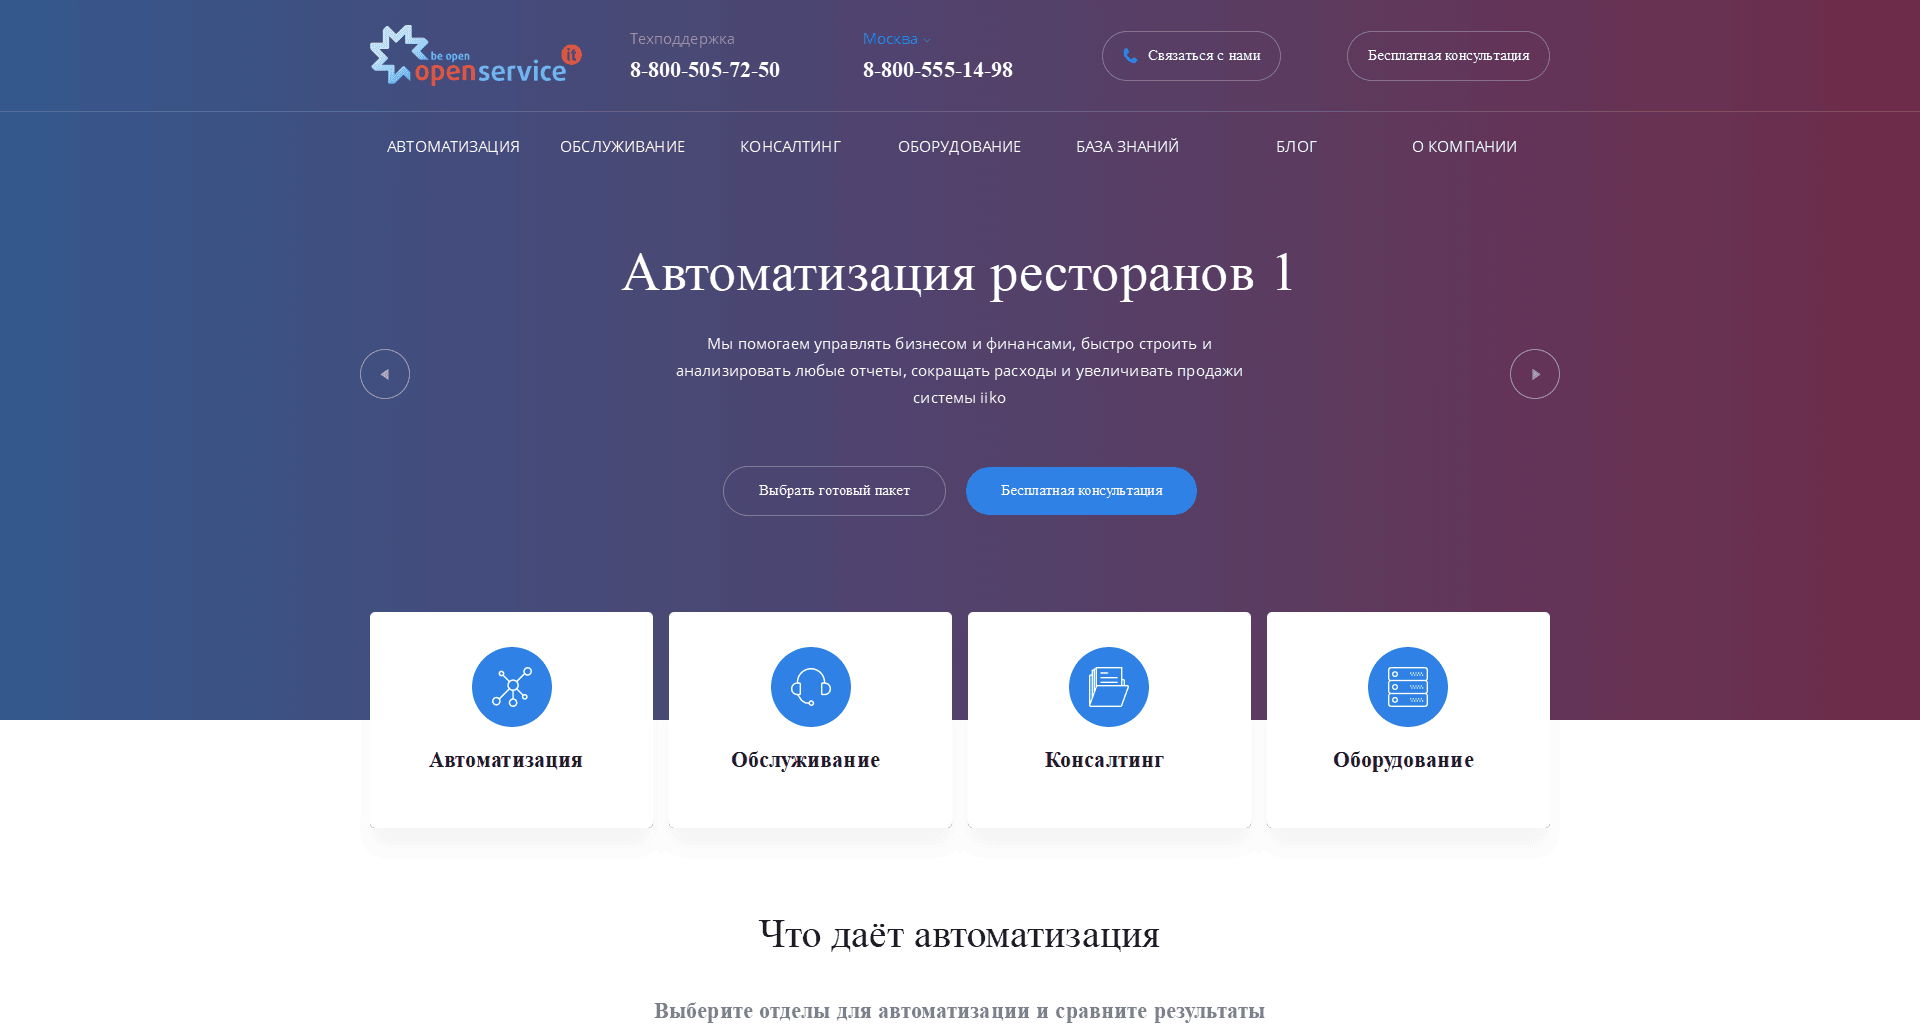 be open
openservice it
Техподдержка
8-800-505-72-50
Москва
8-800-555-14-98
Связаться с нами
Бесплатная консультация
АВТОМАТИЗАЦИЯ ОБСЛУЖИВАНИЕ КОНСАЛТИНГ ОБОРУДОВАНИЕ БАЗА ЗНАНИЙ БЛОГ О КОМПАНИИ
Автоматизация ресторанов 1
Мы помогаем управлять бизнесом и финансами, быстро строить и
анализировать любые отчеты, сокращать расходы и увеличивать продажи
системы iiko
Выбрать готовый пакет
Бесплатная консультация
Автоматизация
Обслуживание
Консалтинг
Оборудование
Что даёт автоматизация
Выберите отделы для автоматизации и сравните результаты